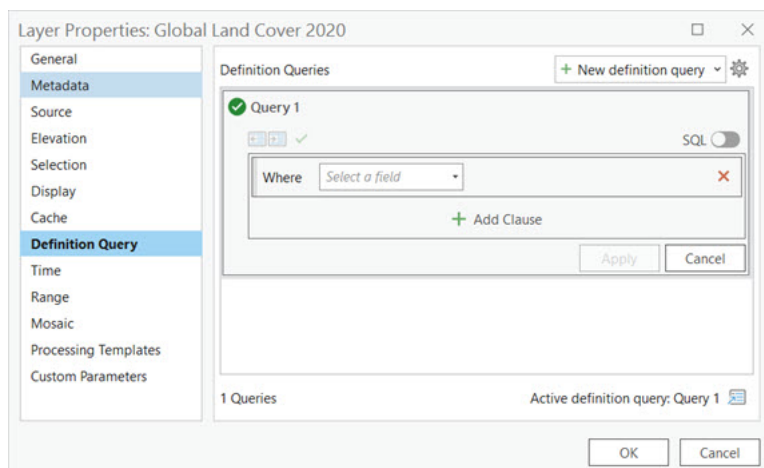 Layer Properties: Global Land Cover 2020
General
Metadata
Source
Elevation
Selection
Display
Cache
Definition Query
Time
Range
Mosaic
Processing Templates
Custom Parameters
Definition Queries
New definition query
Query 1
SQL
Where Select a field
Add Clause
Apply Cancel
1 Queries
Active definition query: Query 1
OK Cancel